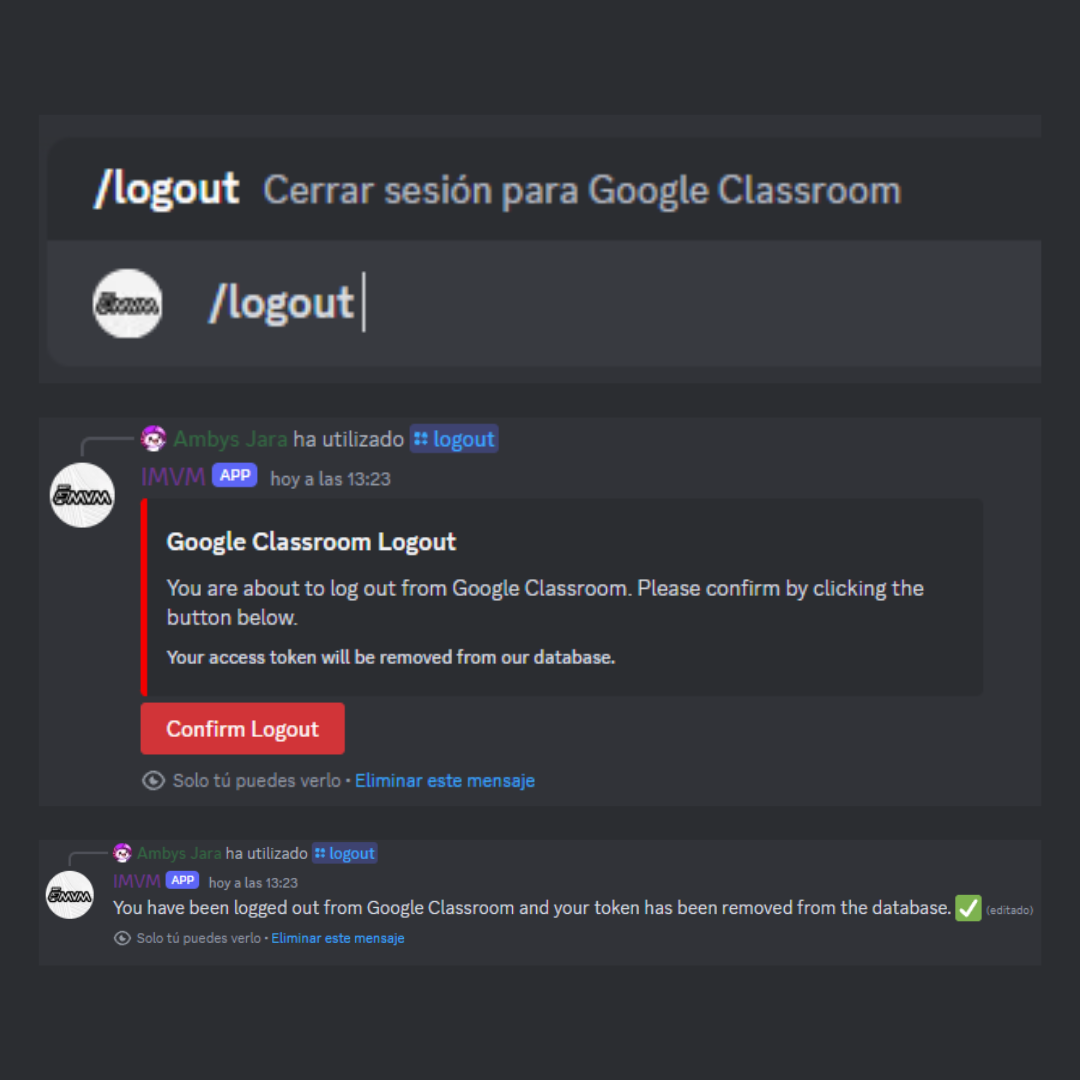 /logout Cerrar sesión para Google Classroom
/logout
Ambys Jara ha utilizado logout
IMVM APP hoy a las 13:23
Google Classroom Logout
You are about to log out from Google Classroom. Please confirm by clicking the
button below.
Your access token will be removed from our database.
Confirm Logout
Solo tú puedes verlo • Eliminar este mensaje
Ambys Jara ha utilizado logout
IMVM APP hoy a las 13:23
You have been logged out from Google Classroom and your token has been removed from the database. ✅ (editado)
Solo tú puedes verlo • Eliminar este mensaje